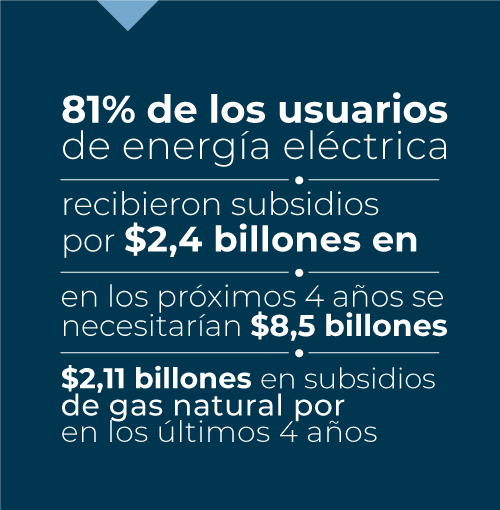 81% de los usuarios
de energía eléctrica
recibieron subsidios
por $2,4 billones en
en los próximos 4 años se
necesitarían $8,5 billones
$2,11 billones en subsidios
de gas natural por
en los últimos 4 años